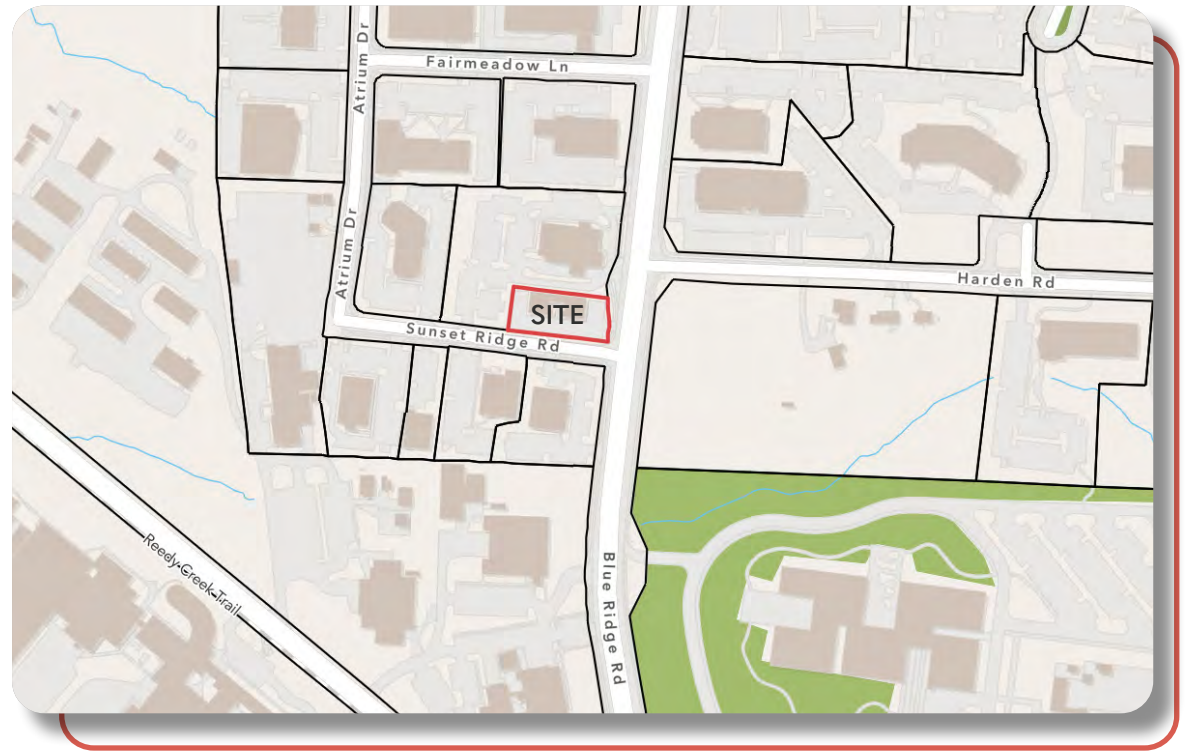 Atrium Dr
Fairmeadow Ln
Atrium Dr
Harden Rd
SITE
Sunset Ridge Rd
Reedy Creek Trail
Blue Ridge Rd